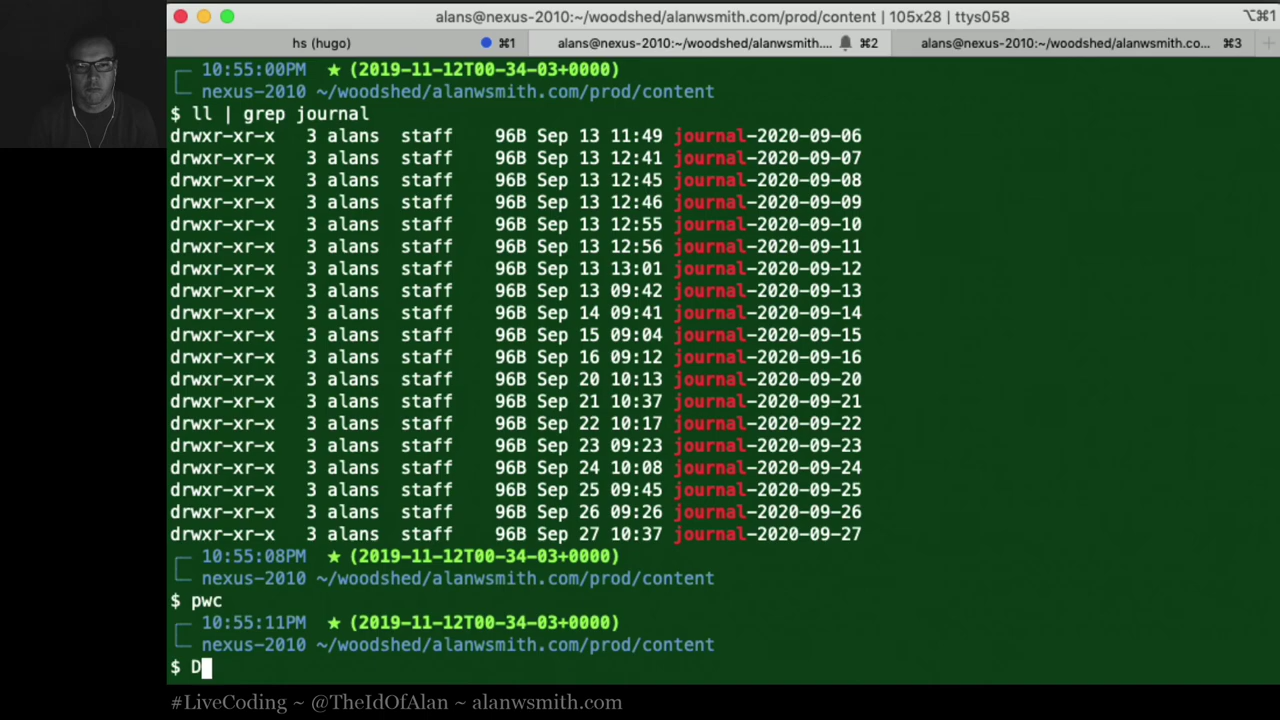 alans@nexus-2010:~/woodshed/alanwsmith.com/prod/content | 105x28 | ttys058 ⌥⌘1
hs (hugo) ⌘1 alans@nexus-2010:~/woodshed/alanwsmith.... ⌘2 alans@nexus-2010:~/woodshed/alanwsmith.co... ⌘3 +
10:55:00PM ★ (2019-11-12T00-34-03+0000)
nexus-2010 ~/woodshed/alanwsmith.com/prod/content
$ ll | grep journal
drwxr-xr-x 3 alans staff 96B Sep 13 11:49 journal-2020-09-06
drwxr-xr-x 3 alans staff 96B Sep 13 12:41 journal-2020-09-07
drwxr-xr-x 3 alans staff 96B Sep 13 12:45 journal-2020-09-08
drwxr-xr-x 3 alans staff 96B Sep 13 12:46 journal-2020-09-09
drwxr-xr-x 3 alans staff 96B Sep 13 12:55 journal-2020-09-10
drwxr-xr-x 3 alans staff 96B Sep 13 12:56 journal-2020-09-11
drwxr-xr-x 3 alans staff 96B Sep 13 13:01 journal-2020-09-12
drwxr-xr-x 3 alans staff 96B Sep 13 09:42 journal-2020-09-13
drwxr-xr-x 3 alans staff 96B Sep 14 09:41 journal-2020-09-14
drwxr-xr-x 3 alans staff 96B Sep 15 09:04 journal-2020-09-15
drwxr-xr-x 3 alans staff 96B Sep 16 09:12 journal-2020-09-16
drwxr-xr-x 3 alans staff 96B Sep 20 10:13 journal-2020-09-20
drwxr-xr-x 3 alans staff 96B Sep 21 10:37 journal-2020-09-21
drwxr-xr-x 3 alans staff 96B Sep 22 10:17 journal-2020-09-22
drwxr-xr-x 3 alans staff 96B Sep 23 09:23 journal-2020-09-23
drwxr-xr-x 3 alans staff 96B Sep 24 10:08 journal-2020-09-24
drwxr-xr-x 3 alans staff 96B Sep 25 09:45 journal-2020-09-25
drwxr-xr-x 3 alans staff 96B Sep 26 09:26 journal-2020-09-26
drwxr-xr-x 3 alans staff 96B Sep 27 10:37 journal-2020-09-27
10:55:08PM ★ (2019-11-12T00-34-03+0000)
nexus-2010 ~/woodshed/alanwsmith.com/prod/content
$ pwc
10:55:11PM ★ (2019-11-12T00-34-03+0000)
nexus-2010 ~/woodshed/alanwsmith.com/prod/content
$ D
#LiveCoding ~ @TheIdOfAlan ~ alanwsmith.com